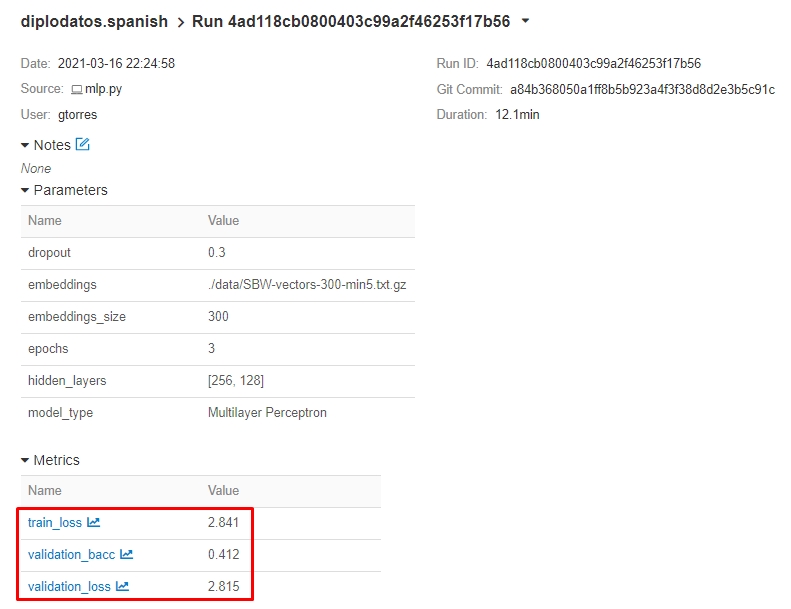 diplodatos.spanish > Run 4ad118cb0800403c99a2f46253f17b56
Date: 2021-03-16 22:24:58
Run ID: 4ad118cb0800403c99a2f46253f17b56
Source: mlp.py
Git Commit: a84b368050a1ff8b5b923a4f3f38d8d2e3b5c91c
User: gtorres
Duration: 12.1min
Notes
None
Parameters
Name Value
dropout 0.3
embeddings ./data/SBW-vectors-300-min5.txt.gz
embeddings_size 300
epochs 3
hidden_layers [256, 128]
model_type Multilayer Perceptron
Metrics
Name Value
train_loss 2.841
validation_bacc 0.412
validation_loss 2.815